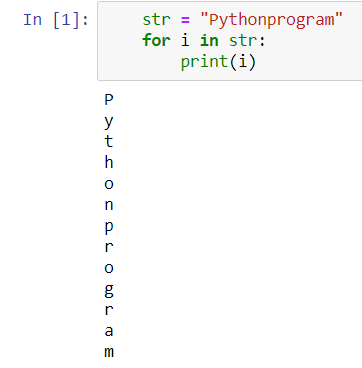 In [1]: str = "Pythonprogram"
for i in str:
    print(i)
P
y
t
h
o
n
p
r
o
g
r
a
m